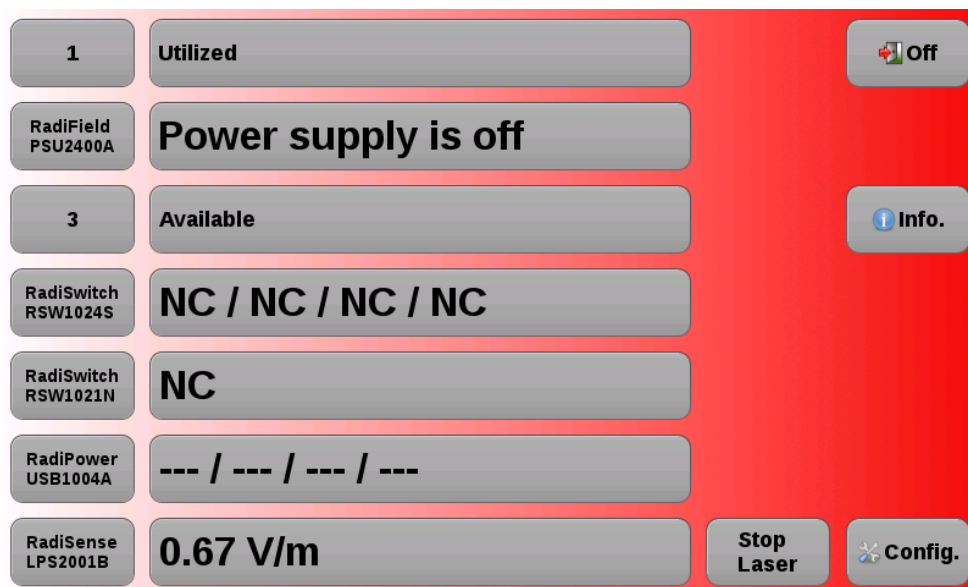 1
Utilized
Off
RadiField
PSU2400A
Power supply is off
3
Available
Info.
RadiSwitch
RSW1024S
NC / NC / NC / NC
RadiSwitch
RSW1021N
NC
RadiPower
USB1004A
--- / --- / --- / ---
RadiSense
LPS2001B
0.67 V/m
Stop
Laser
Config.